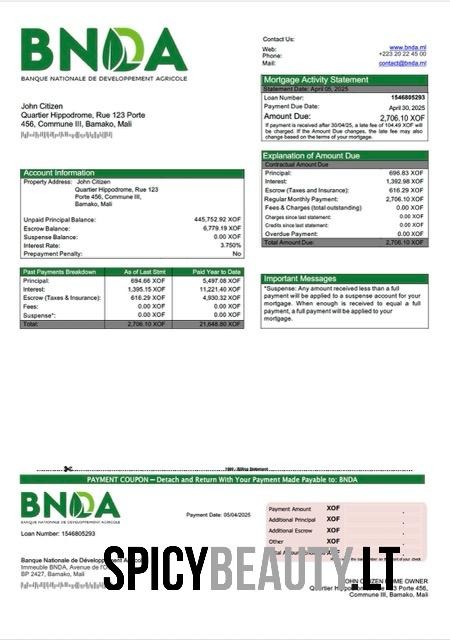 BNDA
BANQUE NATIONALE DE DEVELOPPEMENT AGRICOLE
Contact Us:
Web: www.bnda.ml
Phone: +223 20 22 45 00
Mail: contact@bnda.ml
Mortgage Activity Statement
Statement Date: April 05, 2025
Loan Number: 1546805293
Payment Due Date: April 30, 2025
Amount Due: 2,706.10 XOF
If payment is received after 30/04/25, a late fee of 104.49 XOF will
be charged. If the Amount Due changes, the late fee may also
change based on the terms of your mortgage.
John Citizen
Quartier Hippodrome, Rue 123 Porte
456, Commune III, Bamako, Mali
Explanation of Amount Due
Contractual Amount Due
Principal: 696.83 XOF
Interest: 1,392.98 XOF
Escrow (Taxes and Insurance): 616.29 XOF
Regular Monthly Payment: 2,706.10 XOF
Fees & Charges (total outstanding) 0.00 XOF
Charges since last statement: 0.00 XOF
Credits since last statement: 0.00 XOF
Overdue Payment: 0.00 XOF
Total Amount Due: 2,706.10 XOF
Account Information
Property Address: John Citizen
Quartier Hippodrome, Rue 123
Porte 456, Commune III,
Bamako, Mali
Unpaid Principal Balance: 445,752.92 XOF
Escrow Balance: 6,779.19 XOF
Suspense Balance: 0.00 XOF
Interest Rate: 3.750%
Prepayment Penalty: No
Past Payments Breakdown As of Last Stmt Paid Year to Date
Principal: 694.66 XOF 5,497.08 XOF
Interest: 1,395.15 XOF 11,221.40 XOF
Escrow (Taxes & Insurance): 616.29 XOF 4,930.32 XOF
Fees: 0.00 XOF 0.00 XOF
Suspense*: 0.00 XOF 0.00 XOF
Total: 2,706.10 XOF 21,648.80 XOF
Important Messages
*Suspense: Any amount received less than a full
payment will be applied to a suspense account for your
mortgage. When enough is received to equal a full
payment, a full payment will be applied to your
mortgage.
PAYMENT COUPON – Detach and Return With Your Payment Made Payable to: BNDA
BNDA
BANQUE NATIONALE DE DEVELOPPEMENT AGRICOLE
Loan Number: 1546805293
Payment Date: 05/04/2025
Payment Amount XOF .
Additional Principal XOF .
Additional Escrow XOF .
Other XOF .
Banque Nationale de
Immeuble BNDA, Avenue de
BP 2427, Bamako, Mali
SPICYBEAUTY.LT
Commune III, Bamako, Mali